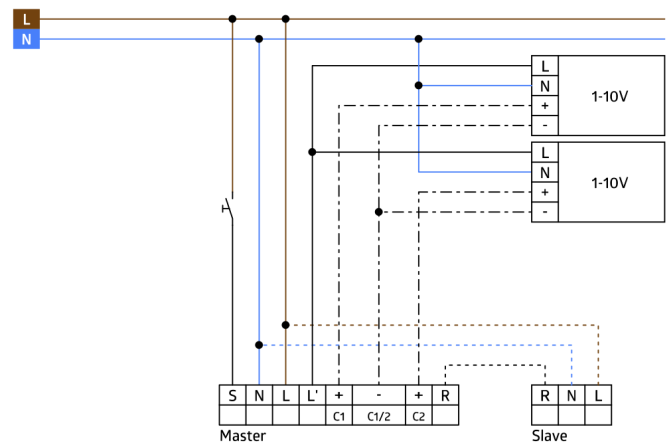 L
N
L
N
+
-
1-10V
L
N
+
-
1-10V
S N L L' + - + R
C1 C1/2 C2
R N L
Master
Slave